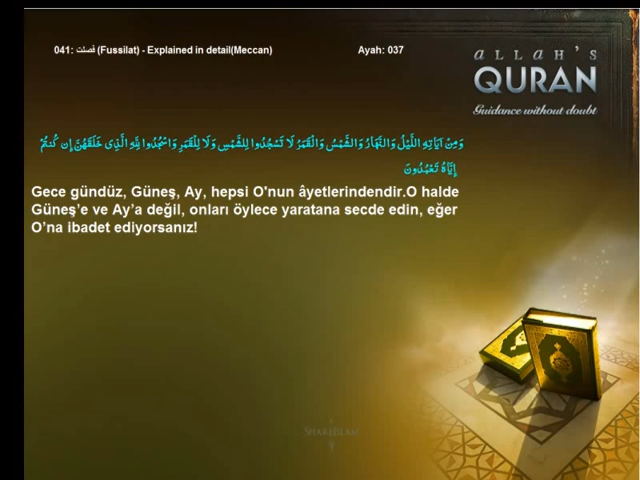 041: فصلت (Fussilat) - Explained in detail(Meccan) Ayah: 037
ALLAH'S
QURAN
Guidance without doubt
وَمِنْ آيَاتِهِ اللَّيْلُ وَالنَّهَارُ وَالشَّمْسُ وَالْقَمَرُ لَا تَسْجُدُوا لِلشَّمْسِ وَلَا لِلْقَمَرِ وَاسْجُدُوا لِلَّهِ الَّذِي خَلَقَهُنَّ إِن كُنتُمْ
إِيَّاهُ تَعْبُدُونَ
Gece gündüz, Güneş, Ay, hepsi O'nun âyetlerindendir.O halde
Güneş’e ve Ay’a değil, onları öylece yaratana secde edin, eğer
O’na ibadet ediyorsanız!
SHAREISLAM